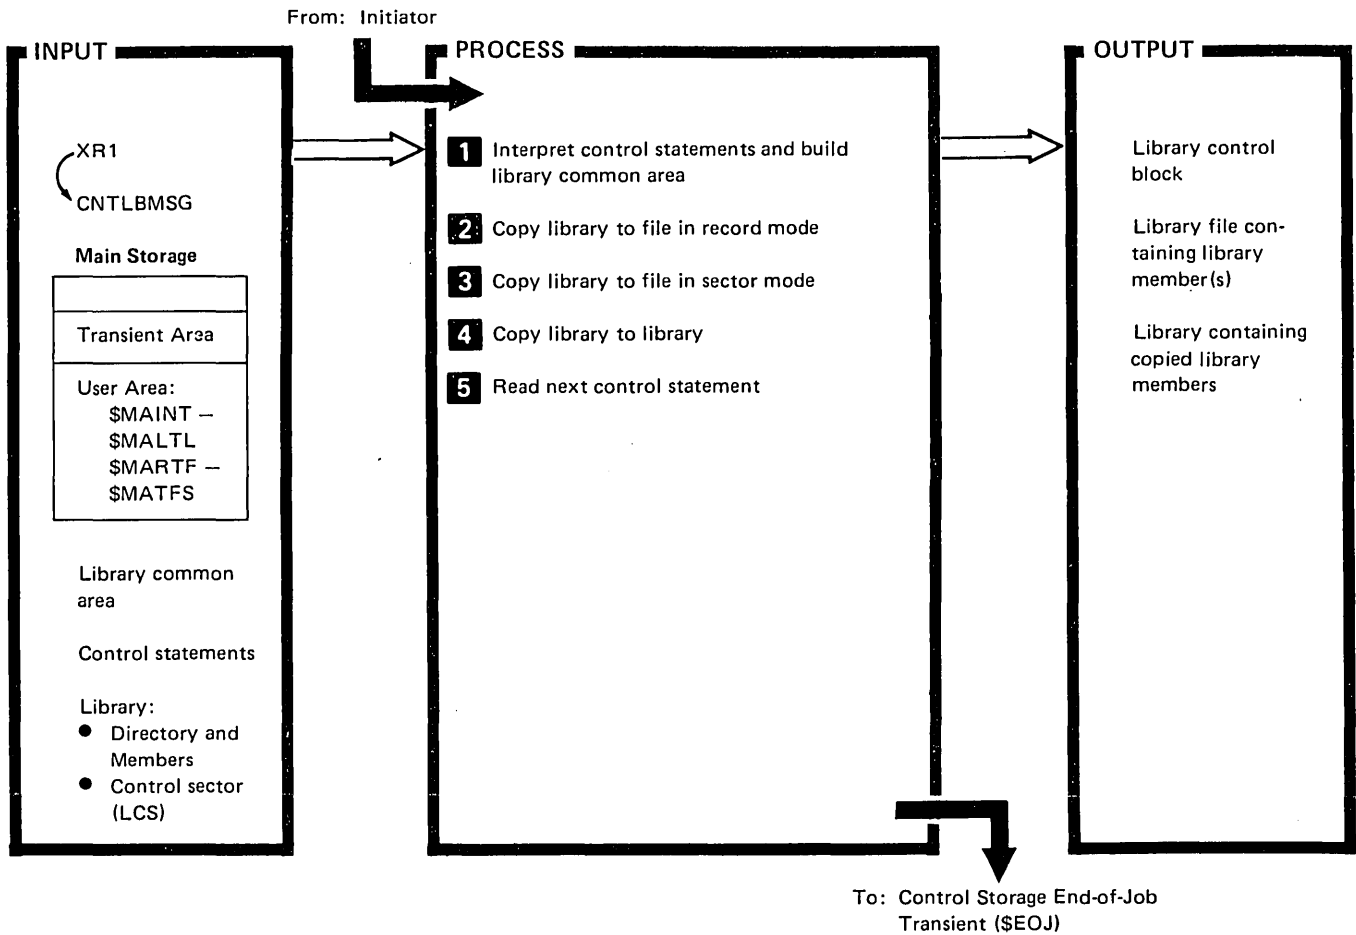 From: Initiator
INPUT
XR1
CNTLBMSG
Main Storage
Transient Area
User Area:
$MAINT –
$MALTL
$MARTF –
$MATFS
Library common
area
Control statements
Library:
● Directory and
Members
● Control sector
(LCS)
PROCESS
1 Interpret control statements and build
library common area
2 Copy library to file in record mode
3 Copy library to file in sector mode
4 Copy library to library
5 Read next control statement
OUTPUT
Library control
block
Library file con-
taining library
member(s)
Library containing
copied library
members
To: Control Storage End-of-Job
Transient ($EOJ)